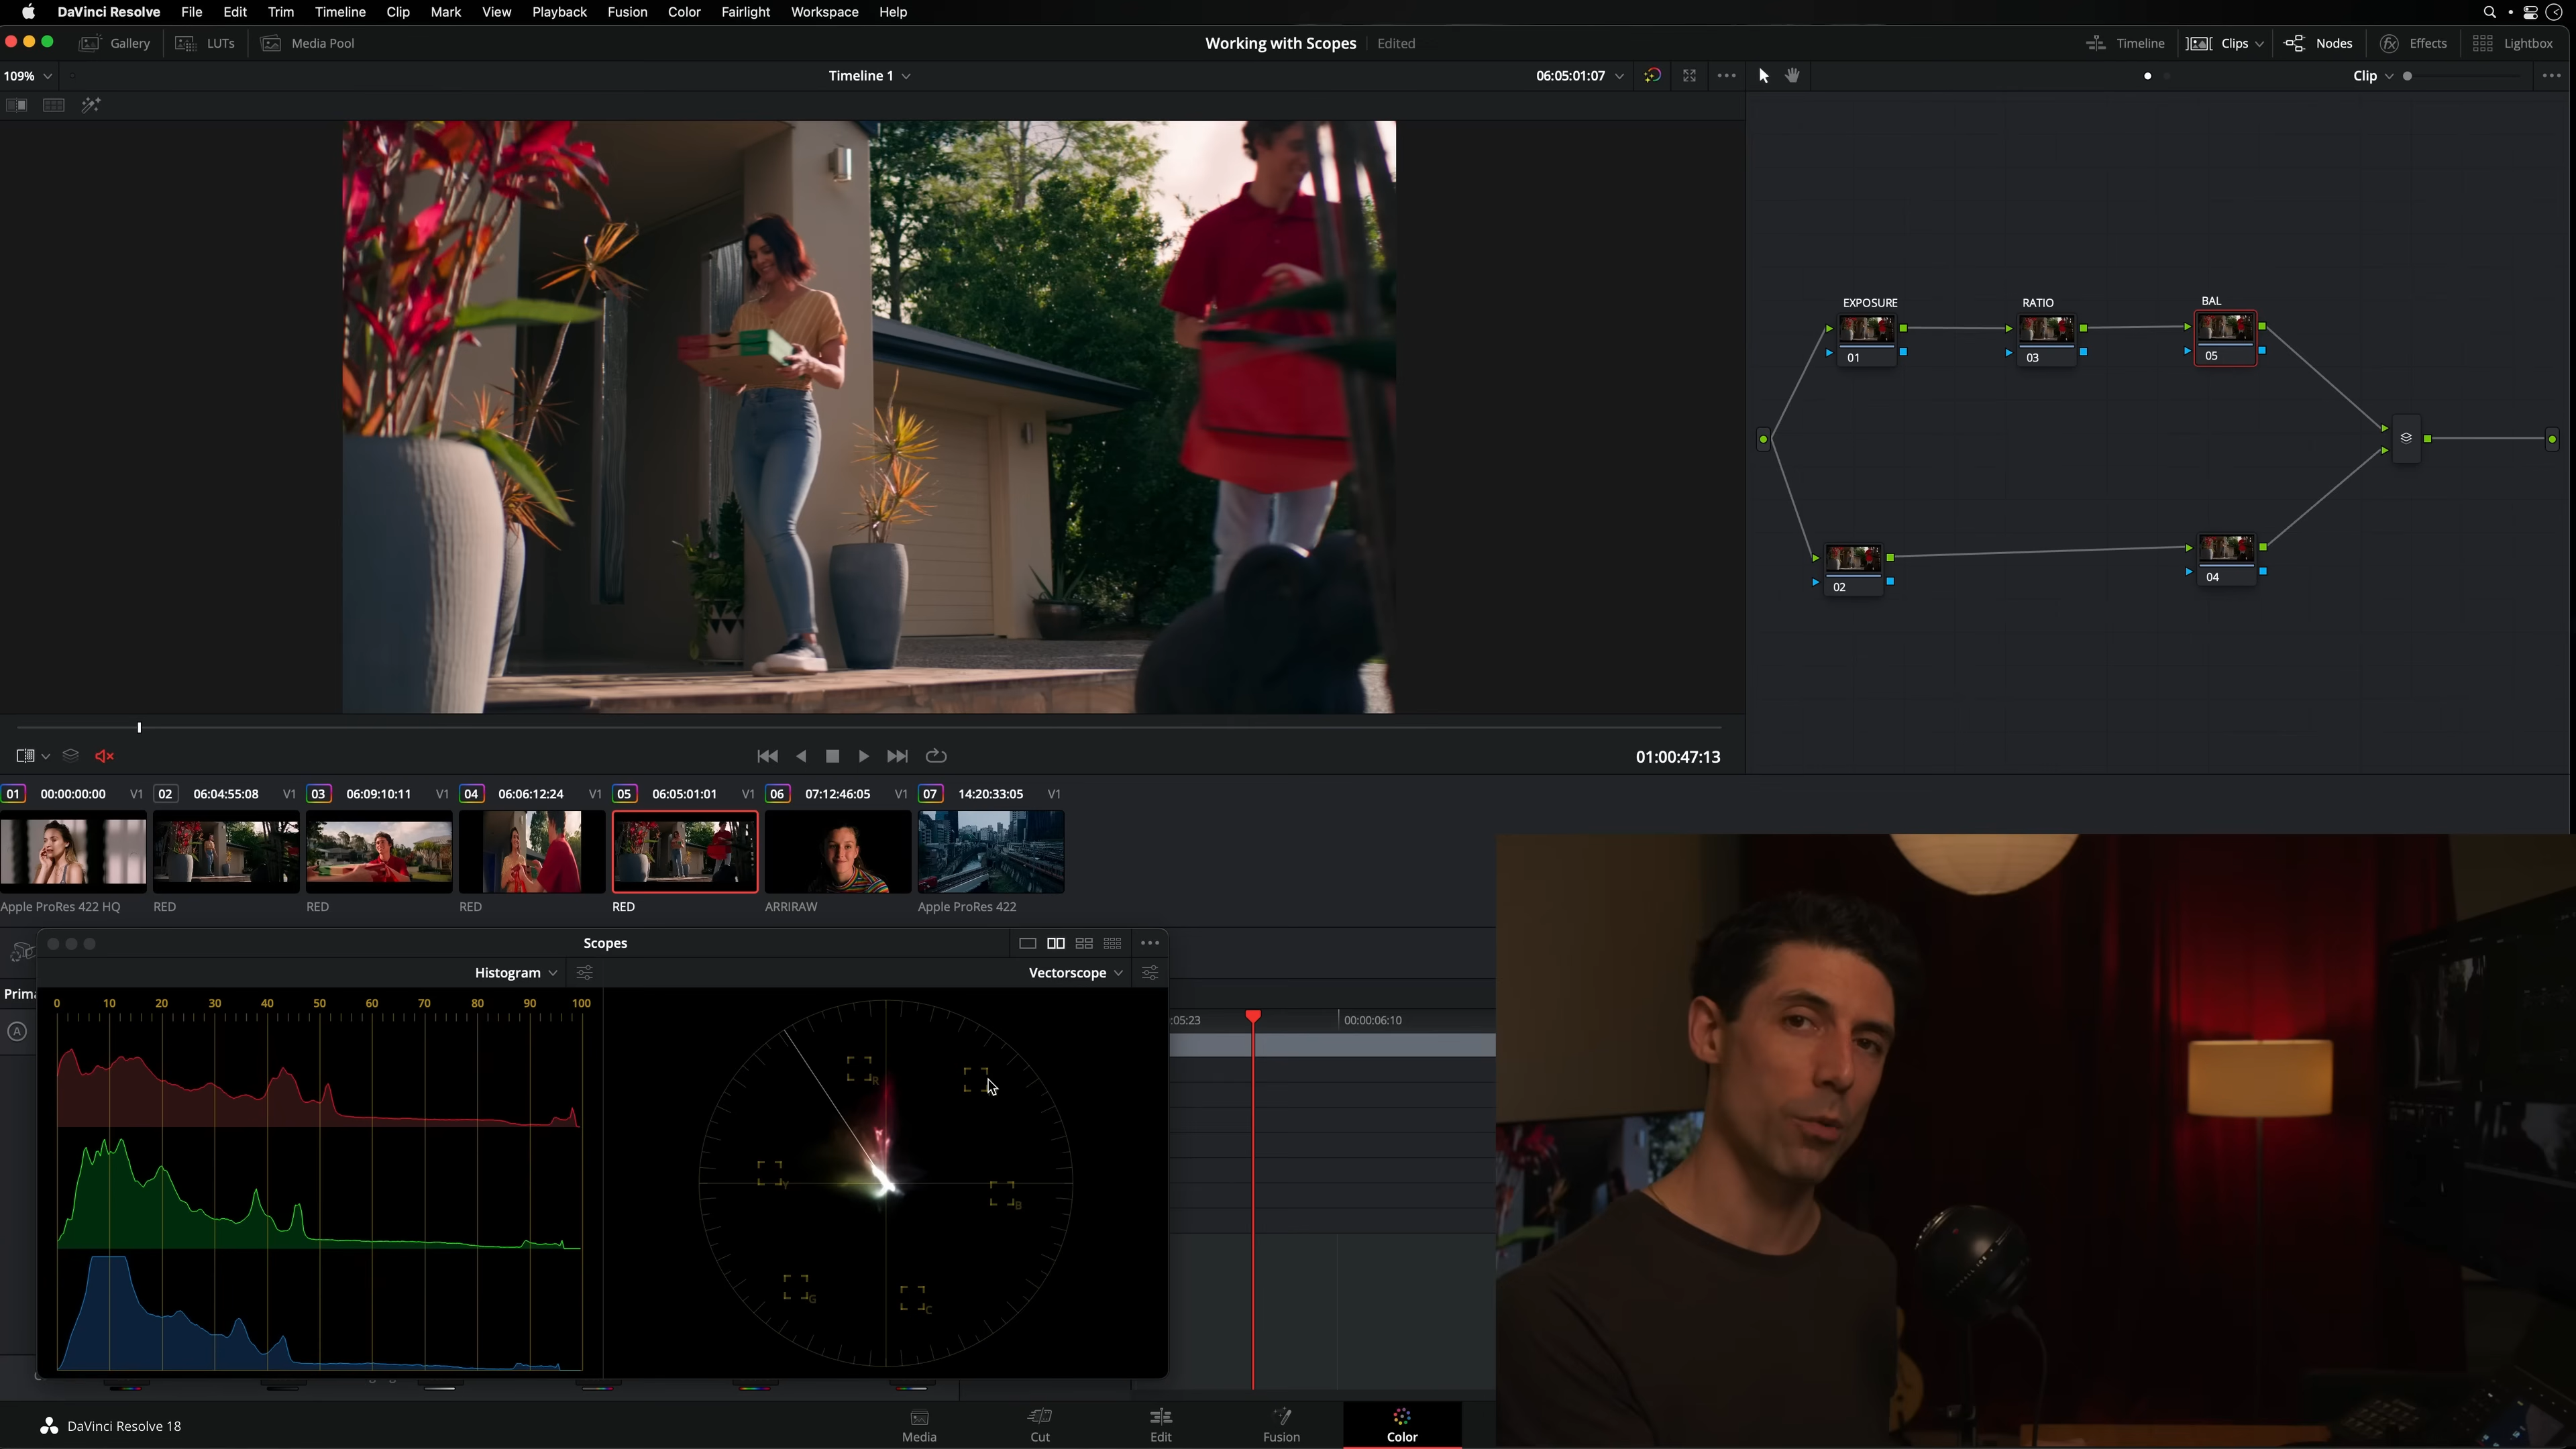 DaVinci Resolve File Edit Trim Timeline Clip Mark View Playback Fusion Color Fairlight Workspace Help
Gallery LUTs Media Pool Working with Scopes Edited Timeline Clips Nodes Effects Lightbox
109% Timeline 1 06:05:01:07 Clip
EXPOSURE RATIO BAL
01 03 05
02 04
01:00:47:13
01 00:00:00:00 V1 02 06:04:55:08 V1 03 06:09:10:11 V1 04 06:06:12:24 V1 05 06:05:01:01 V1 06 07:12:46:05 V1 07 14:20:33:05 V1
Apple ProRes 422 HQ RED RED RED RED ARRIRAW Apple ProRes 422
Scopes
Histogram Vectorscope
Prima
0 10 20 30 40 50 60 70 80 90 100
:05:23 00:00:06:10
A
R
Y
B
G
C
DaVinci Resolve 18 Media Cut Edit Fusion Color